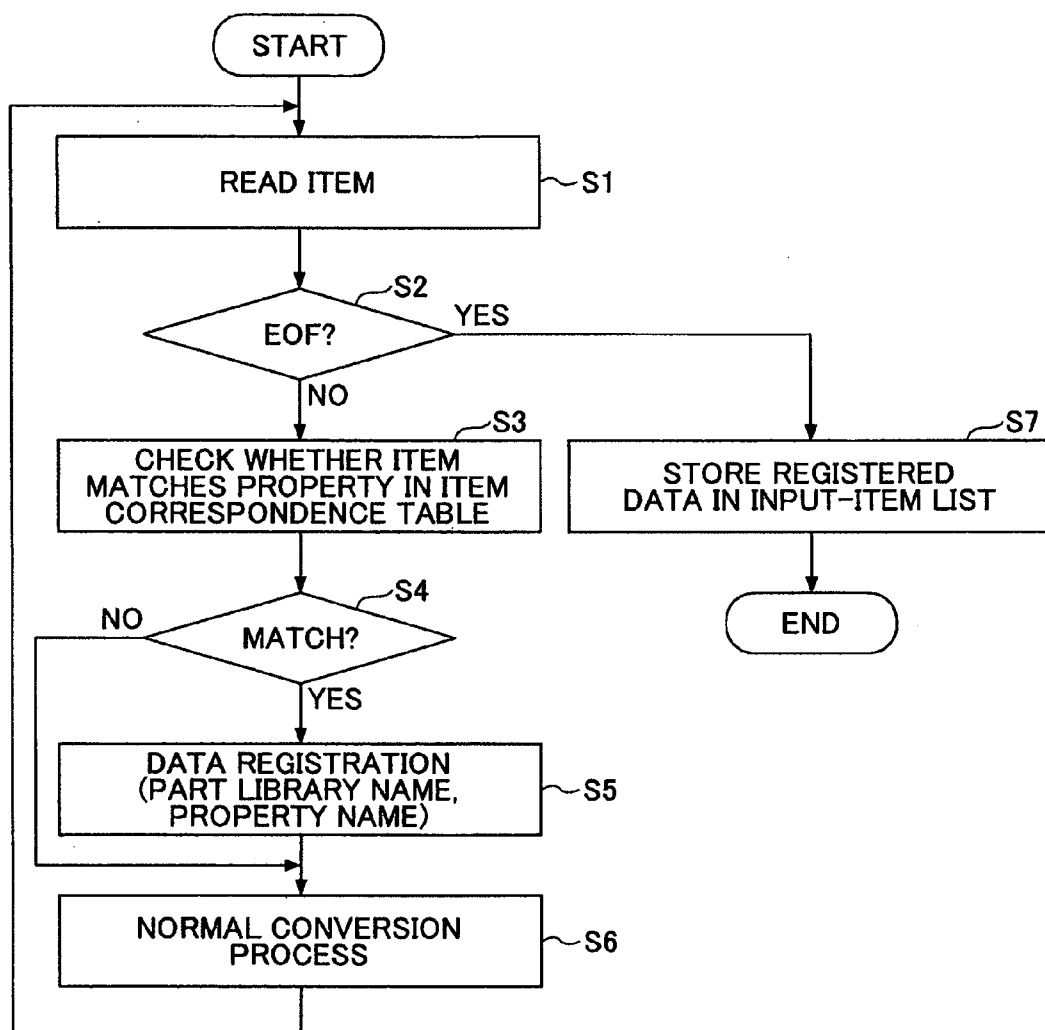 START
READ ITEM
S1
S2
EOF?
YES
NO
S3
CHECK WHETHER ITEM
MATCHES PROPERTY IN ITEM
CORRESPONDENCE TABLE
S7
STORE REGISTERED
DATA IN INPUT-ITEM LIST
END
S4
NO
MATCH?
YES
DATA REGISTRATION
(PART LIBRARY NAME,
PROPERTY NAME)
S5
NORMAL CONVERSION
PROCESS
S6